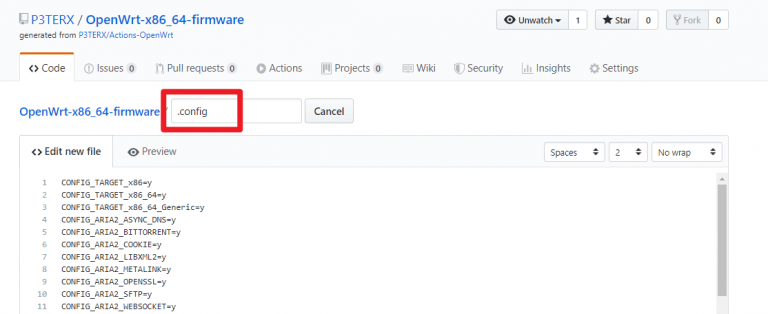 P3TERX / OpenWrt-x86_64-firmware
Unwatch 1 Star 0 Fork 0
generated from P3TERX/Actions-OpenWrt
Code Issues 0 Pull requests 0 Actions Projects 0 Wiki Security Insights Settings
OpenWrt-x86_64-firmware / .config Cancel
Edit new file Preview Spaces 2 No wrap
1 CONFIG_TARGET_x86=y
2 CONFIG_TARGET_x86_64=y
3 CONFIG_TARGET_x86_64_Generic=y
4 CONFIG_ARIA2_ASYNC_DNS=y
5 CONFIG_ARIA2_BITTORRENT=y
6 CONFIG_ARIA2_COOKIE=y
7 CONFIG_ARIA2_LIBXML2=y
8 CONFIG_ARIA2_METALINK=y
9 CONFIG_ARIA2_OPENSSL=y
10 CONFIG_ARIA2_SFTP=y
11 CONFIG_ARIA2_WEBSOCKET=y